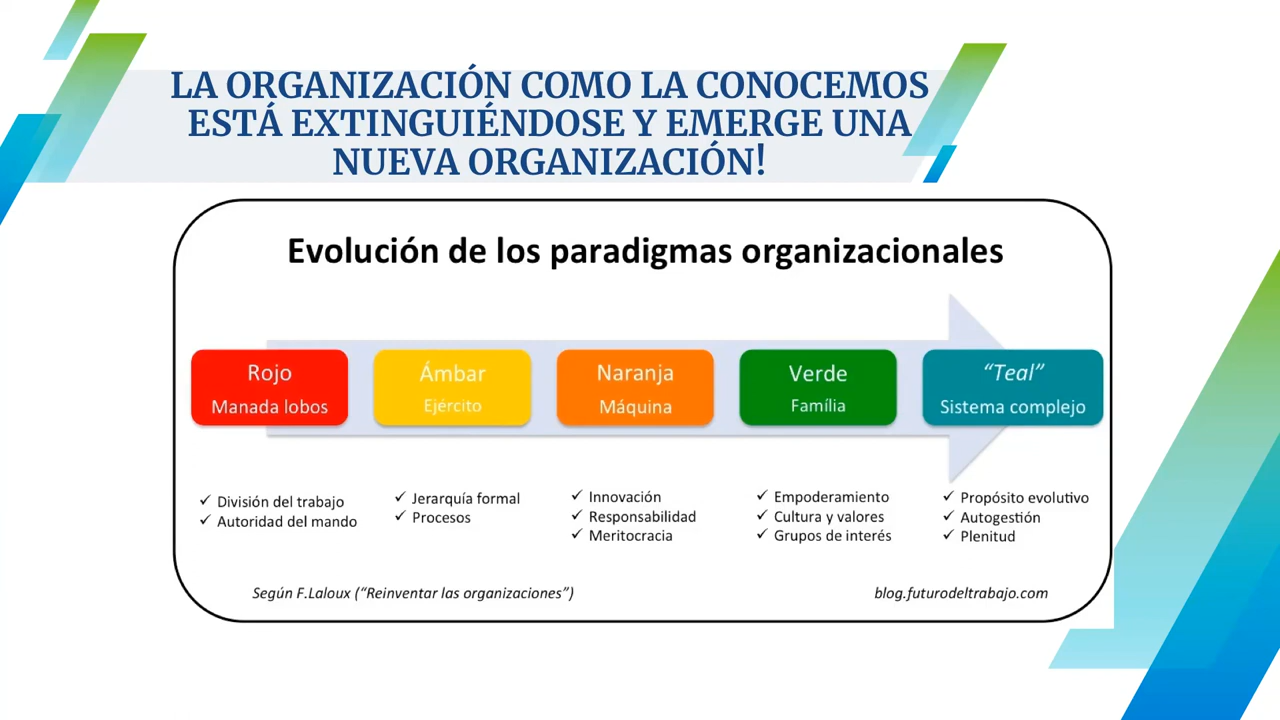 LA ORGANIZACIÓN COMO LA CONOCEMOS
ESTÁ EXTINGUIÉNDOSE Y EMERGE UNA
NUEVA ORGANIZACIÓN!
Evolución de los paradigmas organizacionales
Rojo
Manada lobos
Ámbar
Ejército
Naranja
Máquina
Verde
Família
“Teal”
Sistema complejo
✓ División del trabajo
✓ Autoridad del mando
✓ Jerarquía formal
✓ Procesos
✓ Innovación
✓ Responsabilidad
✓ Meritocracia
✓ Empoderamiento
✓ Cultura y valores
✓ Grupos de interés
✓ Propósito evolutivo
✓ Autogestión
✓ Plenitud
Según F.Laloux (“Reinventar las organizaciones”)
blog.futurodeltrabajo.com